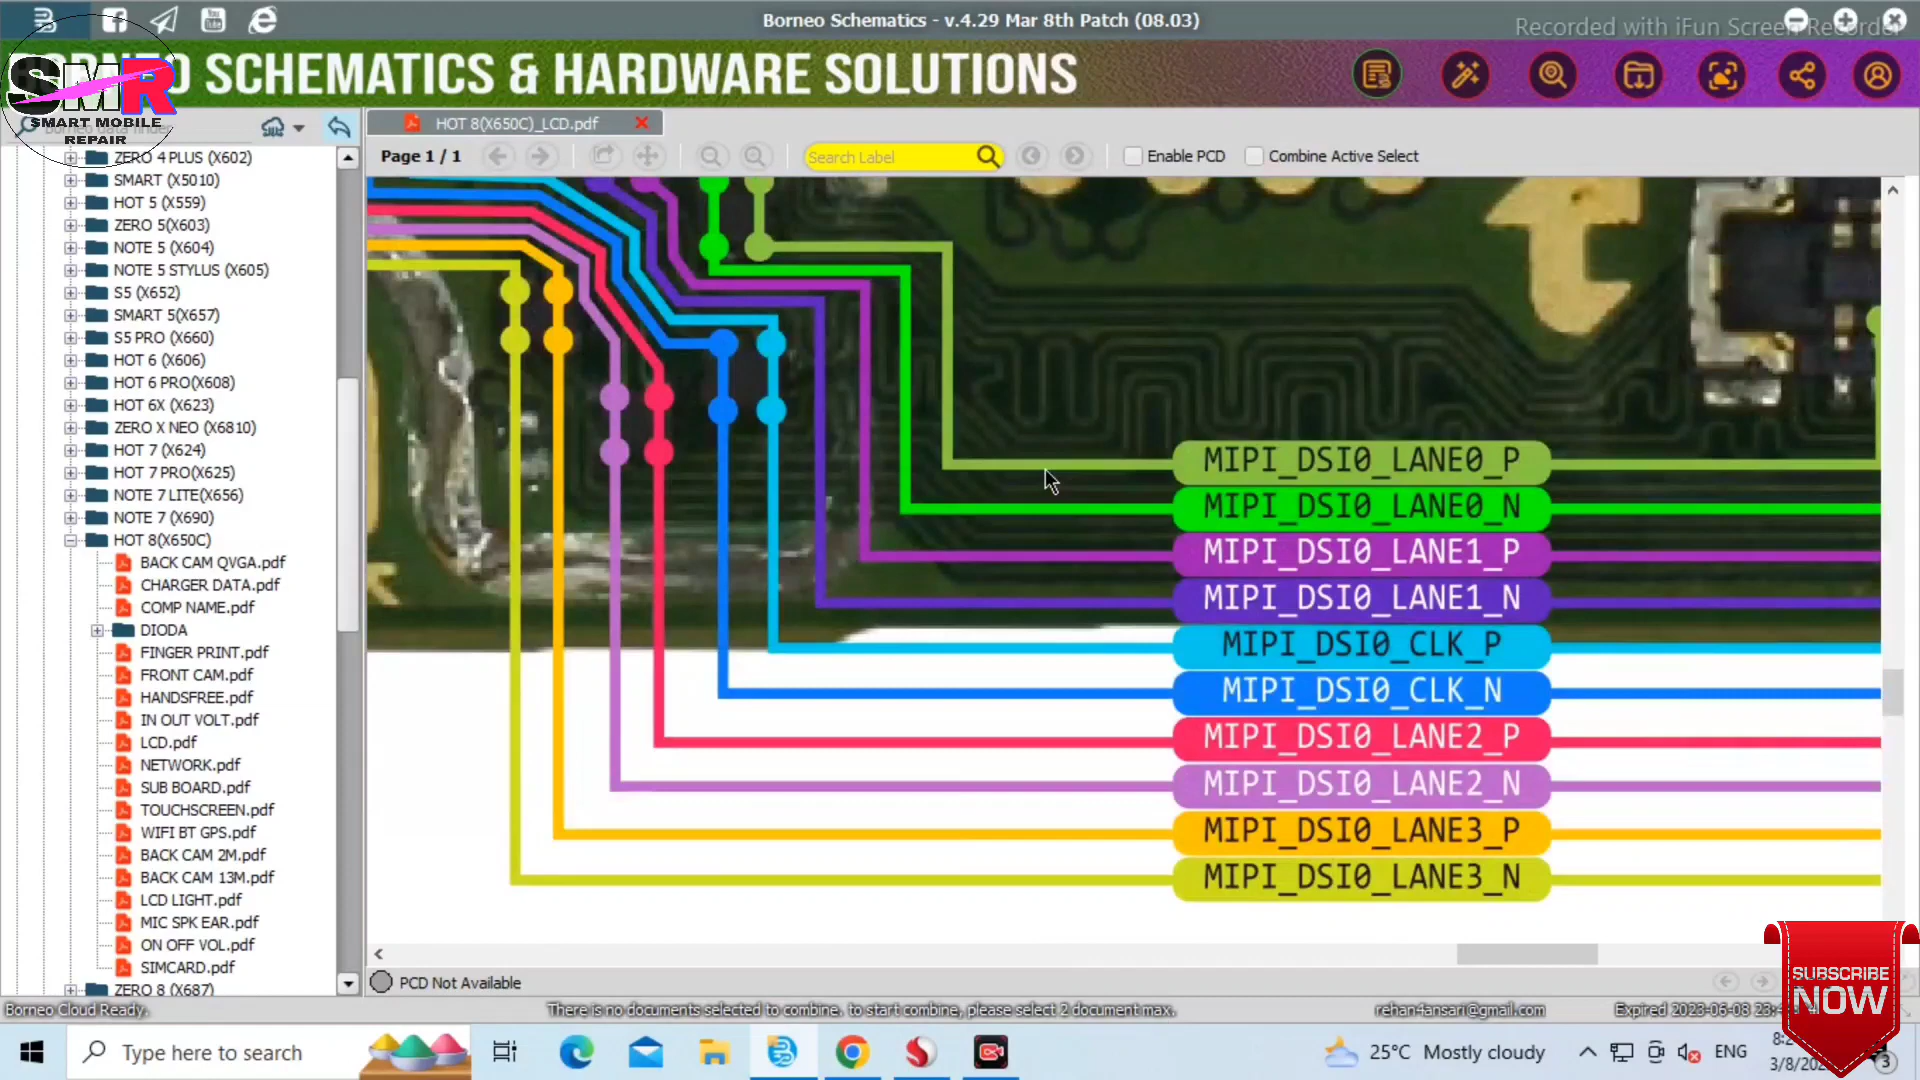 Borneo Schematics - v.4.29 Mar 8th Patch (08.03)
Recorded with iFun Screen Recorder
BORNEO SCHEMATICS & HARDWARE SOLUTIONS
SMR
SMART MOBILE
REPAIR
Borneo data finder
HOT 8(X650C)_LCD.pdf
Page 1 / 1
Search Label
Enable PCD
Combine Active Select
ZERO 4 PLUS (X602)
SMART (X5010)
HOT 5 (X559)
ZERO 5(X603)
NOTE 5 (X604)
NOTE 5 STYLUS (X605)
S5 (X652)
SMART 5(X657)
S5 PRO (X660)
HOT 6 (X606)
HOT 6 PRO(X608)
HOT 6X (X623)
ZERO X NEO (X6810)
HOT 7 (X624)
HOT 7 PRO(X625)
NOTE 7 LITE(X656)
NOTE 7 (X690)
HOT 8(X650C)
BACK CAM QVGA.pdf
CHARGER DATA.pdf
COMP NAME.pdf
DIODA
FINGER PRINT.pdf
FRONT CAM.pdf
HANDSFREE.pdf
IN OUT VOLT.pdf
LCD.pdf
NETWORK.pdf
SUB BOARD.pdf
TOUCHSCREEN.pdf
WIFI BT GPS.pdf
BACK CAM 2M.pdf
BACK CAM 13M.pdf
LCD LIGHT.pdf
MIC SPK EAR.pdf
ON OFF VOL.pdf
SIMCARD.pdf
ZERO 8 (X687)
MIPI_DSI0_LANE0_P
MIPI_DSI0_LANE0_N
MIPI_DSI0_LANE1_P
MIPI_DSI0_LANE1_N
MIPI_DSI0_CLK_P
MIPI_DSI0_CLK_N
MIPI_DSI0_LANE2_P
MIPI_DSI0_LANE2_N
MIPI_DSI0_LANE3_P
MIPI_DSI0_LANE3_N
PCD Not Available
SUBSCRIBE
NOW
Borneo Cloud Ready.
There is no documents selected to combine, to start combine, please select 2 document max.
rehan4ansari@gmail.com
Expired 2023-06-08
Type here to search
25°C Mostly cloudy
ENG
3